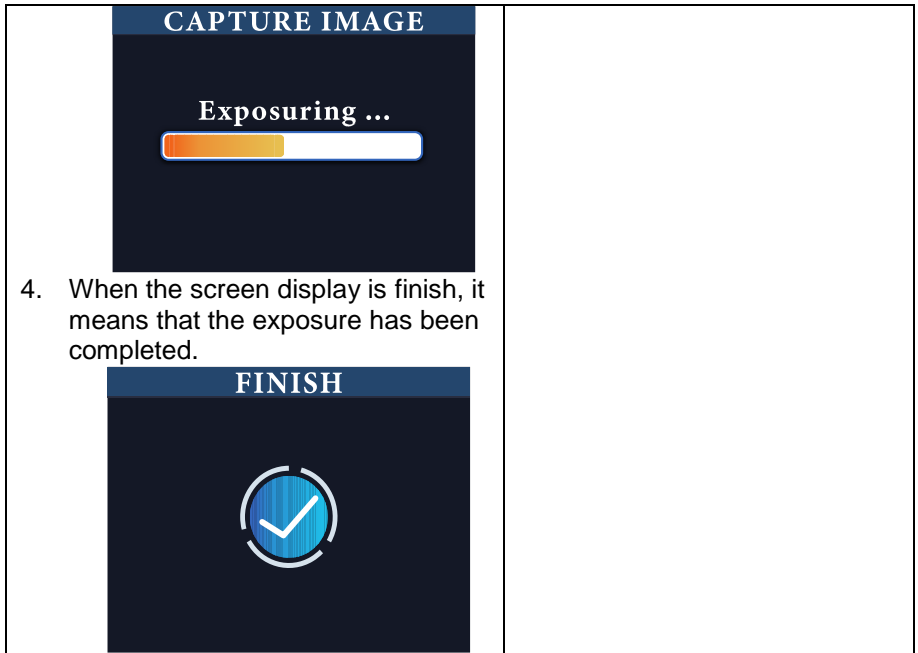 CAPTURE IMAGE
Exposuring ...
4. When the screen display is finish, it
means that the exposure has been
completed.
FINISH